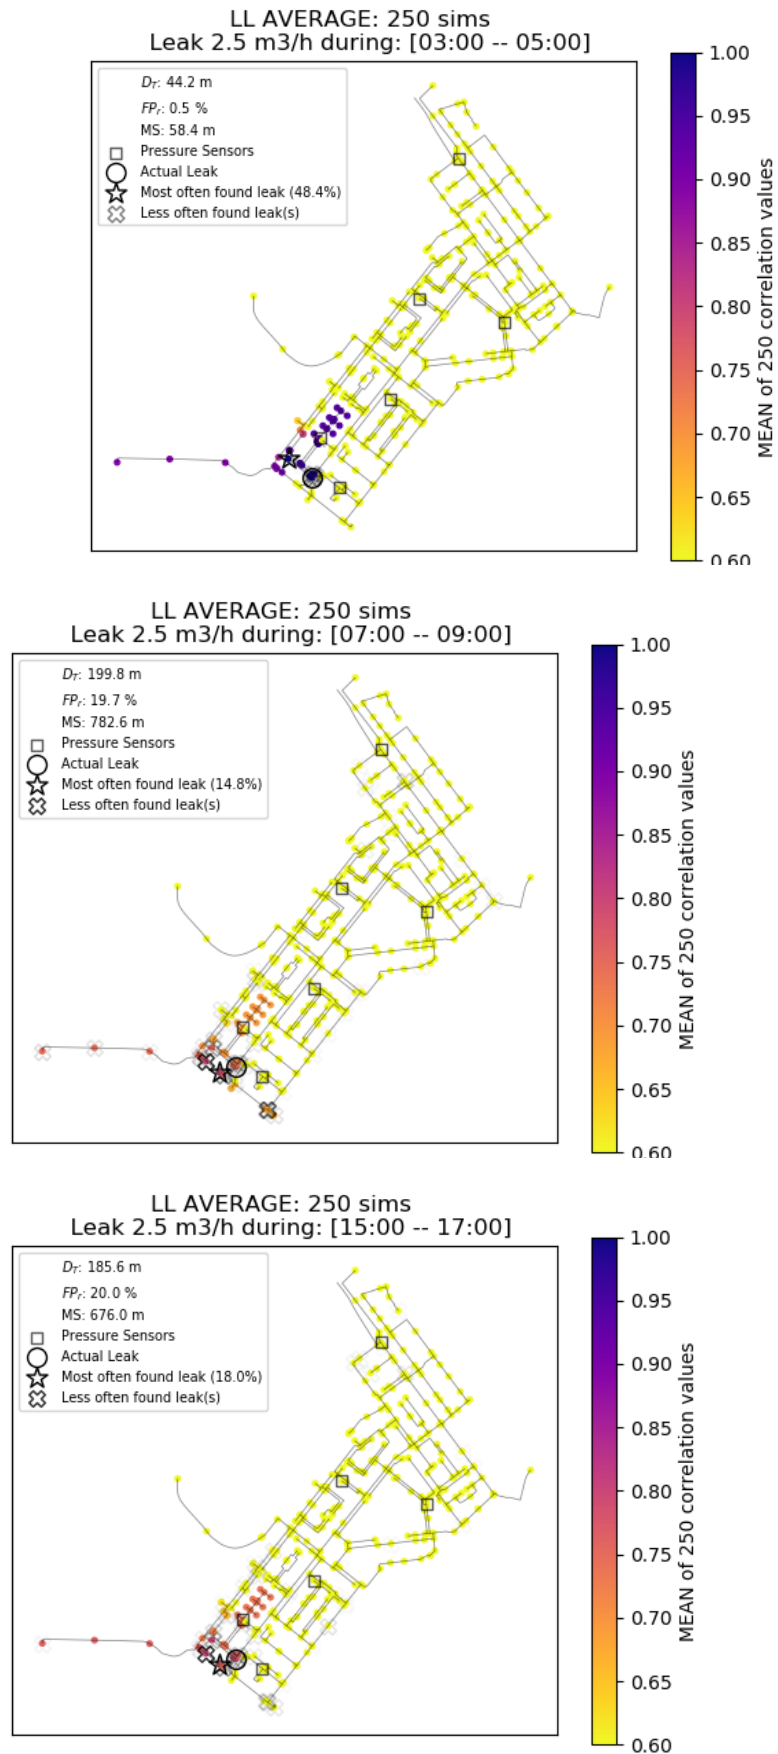 LL AVERAGE: 250 sims
Leak 2.5 m3/h during: [03:00 -- 05:00]
D_T: 44.2 m
FP_r: 0.5 %
MS: 58.4 m
Pressure Sensors
Actual Leak
Most often found leak (48.4%)
Less often found leak(s)
1.00
0.95
0.90
0.85
0.80
0.75
0.70
0.65
0.60
MEAN of 250 correlation values
LL AVERAGE: 250 sims
Leak 2.5 m3/h during: [07:00 -- 09:00]
D_T: 199.8 m
FP_r: 19.7 %
MS: 782.6 m
Pressure Sensors
Actual Leak
Most often found leak (14.8%)
Less often found leak(s)
1.00
0.95
0.90
0.85
0.80
0.75
0.70
0.65
0.60
MEAN of 250 correlation values
LL AVERAGE: 250 sims
Leak 2.5 m3/h during: [15:00 -- 17:00]
D_T: 185.6 m
FP_r: 20.0 %
MS: 676.0 m
Pressure Sensors
Actual Leak
Most often found leak (18.0%)
Less often found leak(s)
1.00
0.95
0.90
0.85
0.80
0.75
0.70
0.65
0.60
MEAN of 250 correlation values